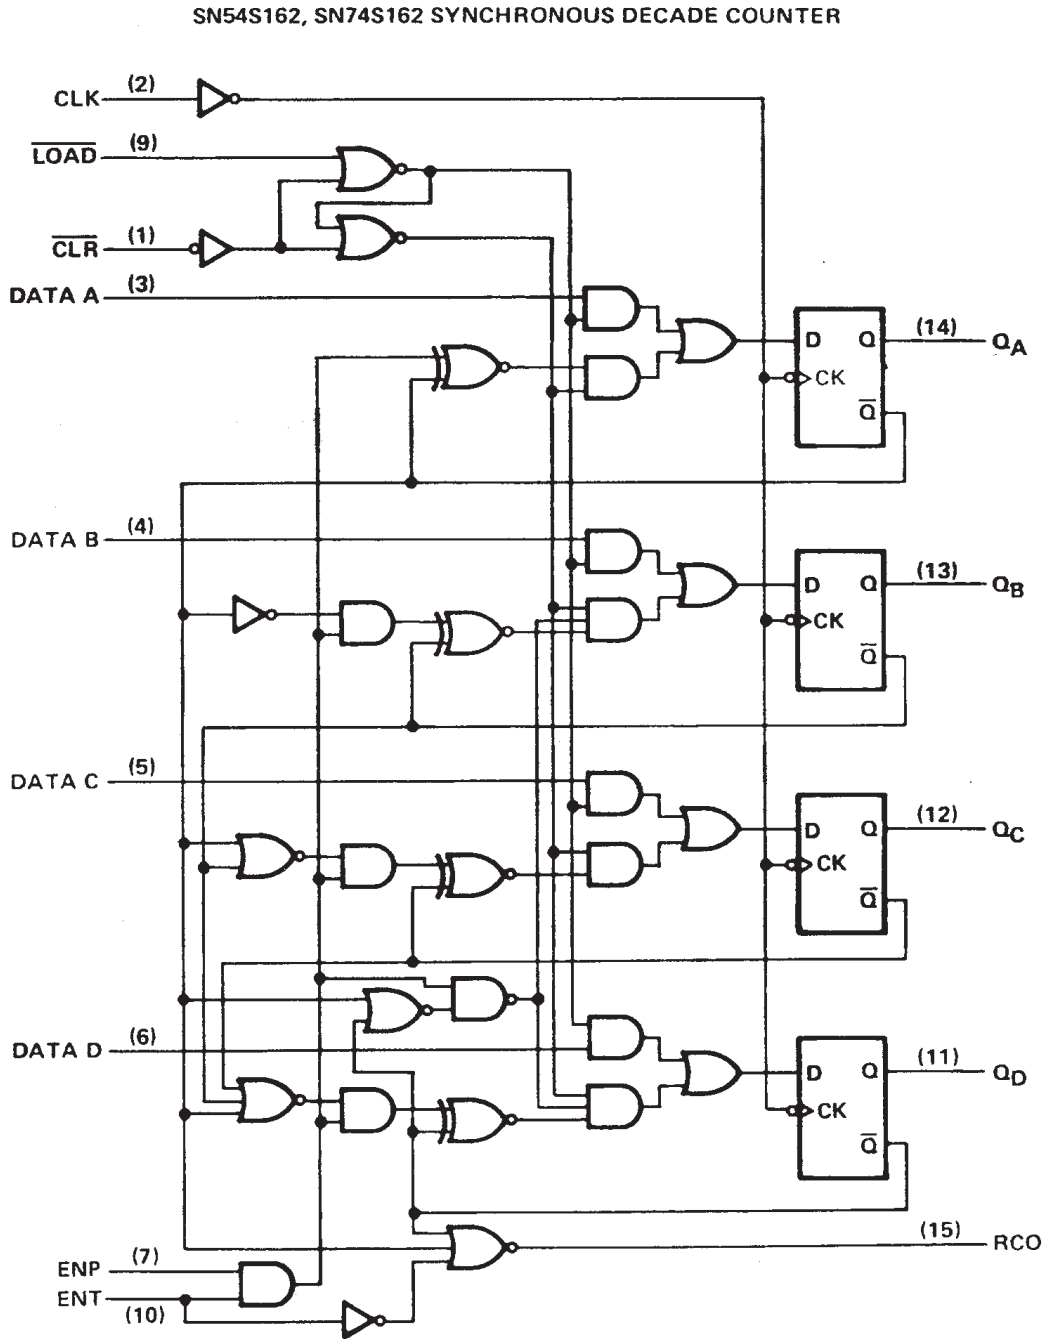 SN54S162, SN74S162 SYNCHRONOUS DECADE COUNTER
CLK (2)
LOAD (9)
CLR (1)
DATA A (3)
D Q (14) QA
CK
Q
DATA B (4)
D Q (13) QB
CK
Q
DATA C (5)
D Q (12) QC
CK
Q
DATA D (6)
D Q (11) QD
CK
Q
(15) RCO
ENP (7)
ENT (10)